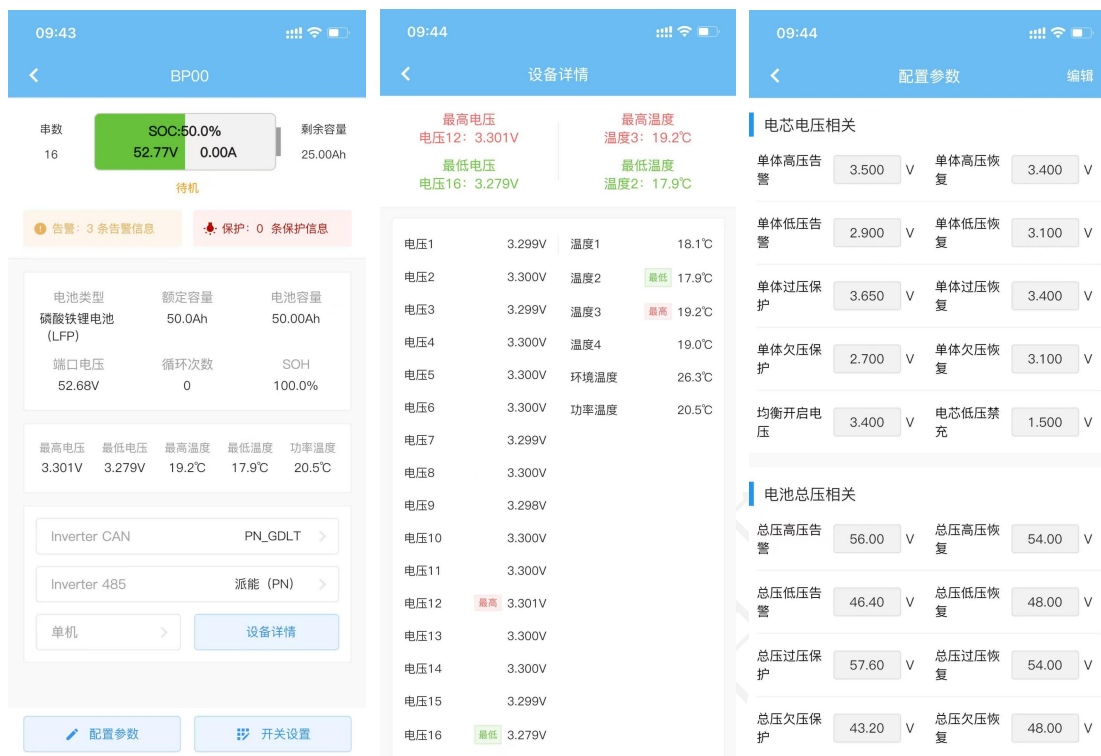 09:43
BP00
串数
16
SOC:50.0%
52.77V 0.00A
剩余容量
25.00Ah
待机
告警：3 条告警信息
保护：0 条保护信息
电池类型 额定容量 电池容量
磷酸铁锂电池
（LFP）
50.0Ah 50.00Ah
端口电压 循环次数 SOH
52.68V 0 100.0%
最高电压 最低电压 最高温度 最低温度 功率温度
3.301V 3.279V 19.2℃ 17.9℃ 20.5℃
Inverter CAN PN_GDLT
Inverter 485 派能（PN）
单机 设备详情
配置参数 开关设置
09:44
设备详情
最高电压
电压12：3.301V
最高温度
温度3：19.2℃
最低电压
电压16：3.279V
最低温度
温度2：17.9℃
电压1 3.299V 温度1 18.1℃
电压2 3.300V 温度2 最低 17.9℃
电压3 3.299V 温度3 最高 19.2℃
电压4 3.300V 温度4 19.0℃
电压5 3.300V 环境温度 26.3℃
电压6 3.300V 功率温度 20.5℃
电压7 3.299V
电压8 3.300V
电压9 3.298V
电压10 3.300V
电压11 3.300V
电压12 最高 3.301V
电压13 3.300V
电压14 3.300V
电压15 3.299V
电压16 最低 3.279V
09:44
配置参数 编辑
电芯电压相关
单体高压告
警
3.500 V
单体高压恢
复
3.400 V
单体低压告
警
2.900 V
单体低压恢
复
3.100 V
单体过压保
护
3.650 V
单体过压恢
复
3.400 V
单体欠压保
护
2.700 V
单体欠压恢
复
3.100 V
均衡开启电
压
3.400 V
电芯低压禁
充
1.500 V
电池总压相关
总压高压告
警
56.00 V
总压高压恢
复
54.00 V
总压低压告
警
46.40 V
总压低压恢
复
48.00 V
总压过压保
护
57.60 V
总压过压恢
复
54.00 V
总压欠压保
护
43.20 V
总压欠压恢
复
48.00 V